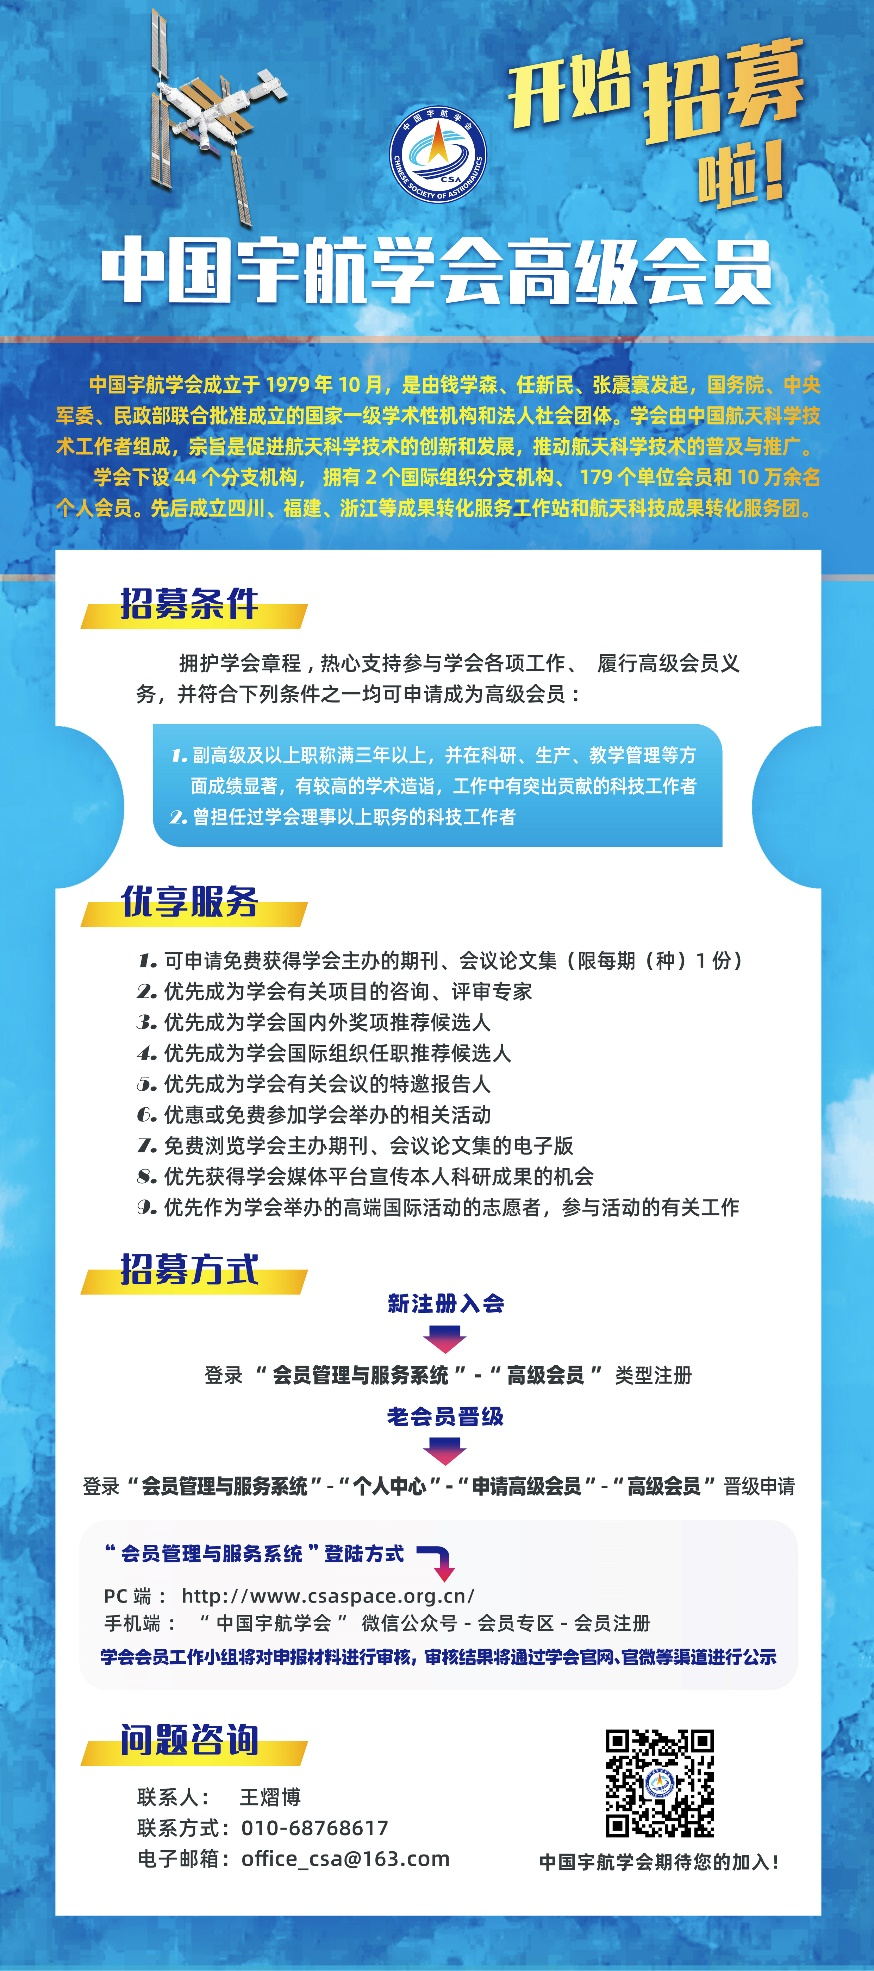 开始招募
啦！
中国宇航学会
CHINESE SOCIETY OF ASTRONAUTICS
CSA
中国宇航学会高级会员
中国宇航学会成立于 1979 年 10 月，是由钱学森、任新民、张震寰发起，国务院、中央
军委、民政部联合批准成立的国家一级学术性机构和法人社会团体。学会由中国航天科学技
术工作者组成，宗旨是促进航天科学技术的创新和发展，推动航天科学技术的普及与推广。
学会下设 44 个分支机构， 拥有 2 个国际组织分支机构、 179 个单位会员和 10 万余名
个人会员。先后成立四川、福建、浙江等成果转化服务工作站和航天科技成果转化服务团。
招募条件
拥护学会章程，热心支持参与学会各项工作、 履行高级会员义
务，并符合下列条件之一均可申请成为高级会员：
1. 副高级及以上职称满三年以上，并在科研、生产、教学管理等方
面成绩显著，有较高的学术造诣，工作中有突出贡献的科技工作者
2. 曾担任过学会理事以上职务的科技工作者
优享服务
1. 可申请免费获得学会主办的期刊、会议论文集（限每期（种）1 份）
2. 优先成为学会有关项目的咨询、评审专家
3. 优先成为学会国内外奖项推荐候选人
4. 优先成为学会国际组织任职推荐候选人
5. 优先成为学会有关会议的特邀报告人
6. 优惠或免费参加学会举办的相关活动
7. 免费浏览学会主办期刊、会议论文集的电子版
8. 优先获得学会媒体平台宣传本人科研成果的机会
9. 优先作为学会举办的高端国际活动的志愿者，参与活动的有关工作
招募方式
新注册入会
登录 “会员管理与服务系统” - “高级会员” 类型注册
老会员晋级
登录 “会员管理与服务系统” - “个人中心” - “申请高级会员” - “高级会员” 晋级申请
“会员管理与服务系统”登陆方式
PC 端： http://www.csaspace.org.cn/
手机端： “中国宇航学会” 微信公众号 - 会员专区 - 会员注册
学会会员工作小组将对申报材料进行审核，审核结果将通过学会官网、官微等渠道进行公示
问题咨询
联系人： 王熠博
联系方式：010-68768617
电子邮箱：office_csa@163.com
中国宇航学会期待您的加入！